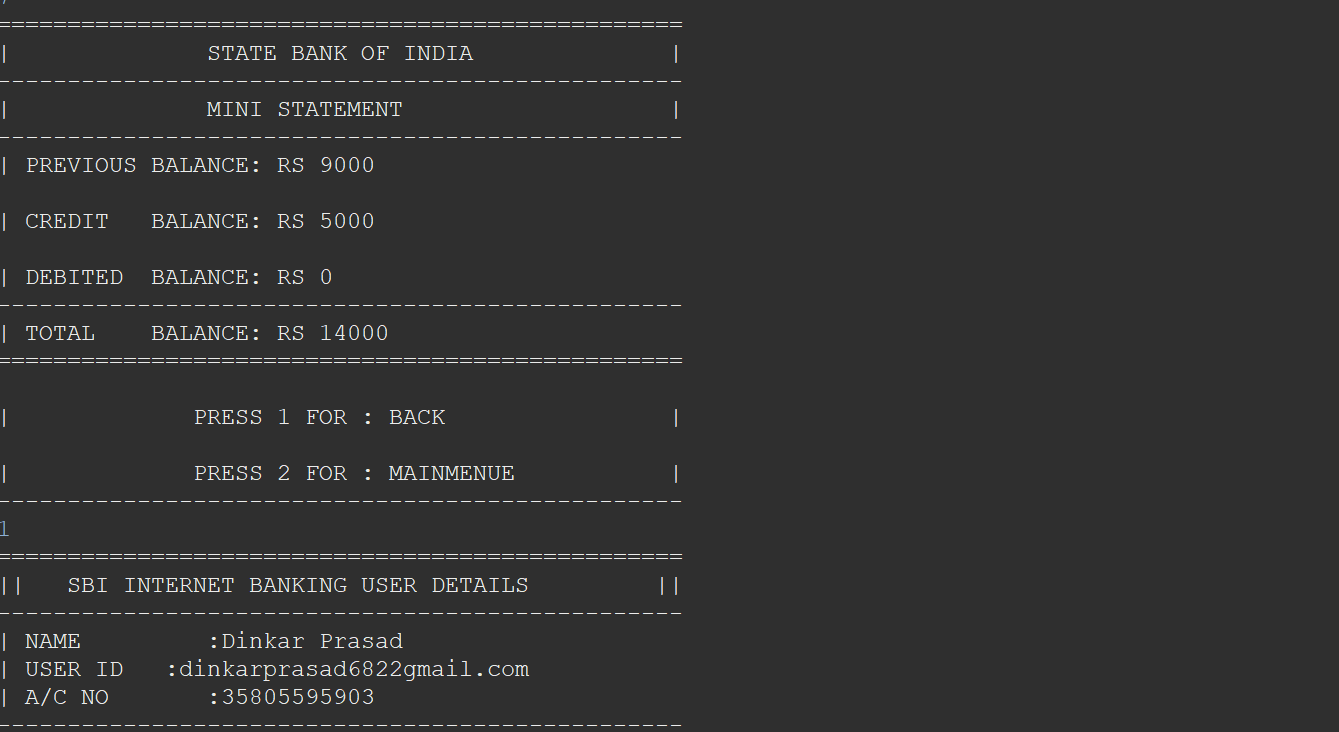 ==================================================
| STATE BANK OF INDIA |
--------------------------------------------------
| MINI STATEMENT |
--------------------------------------------------
| PREVIOUS BALANCE: RS 9000
| CREDIT BALANCE: RS 5000
| DEBITED BALANCE: RS 0
--------------------------------------------------
| TOTAL BALANCE: RS 14000
==================================================
| PRESS 1 FOR : BACK |
| PRESS 2 FOR : MAINMENUE |
--------------------------------------------------
1
==================================================
|| SBI INTERNET BANKING USER DETAILS ||
--------------------------------------------------
| NAME :Dinkar Prasad
| USER ID :dinkarprasad6822gmail.com
| A/C NO :35805595903
--------------------------------------------------